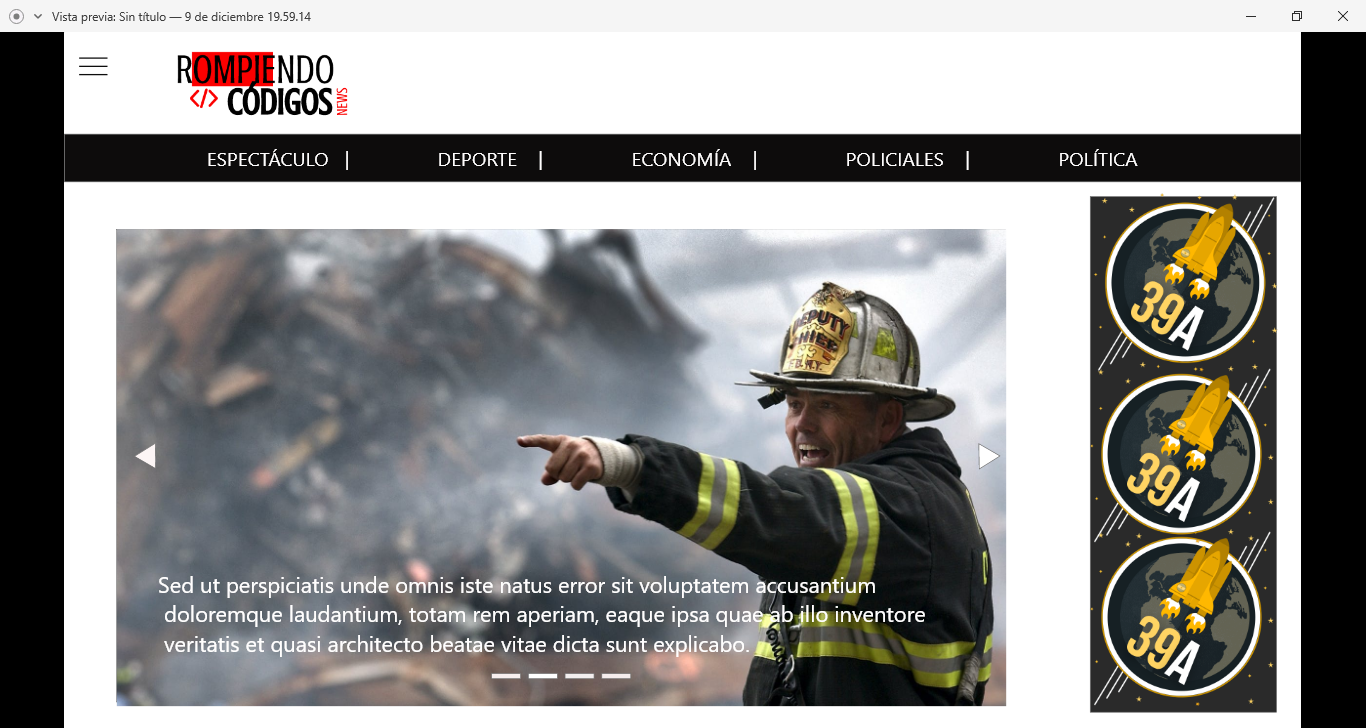 Vista previa: Sin título — 9 de diciembre 19.59.14
ROMPIENDO
</> CÓDIGOS NEWS
ESPECTÁCULO | DEPORTE | ECONOMÍA | POLICIALES | POLÍTICA
39A
DEPUTY
CHIEF
F.D.N.Y.
39A
Sed ut perspiciatis unde omnis iste natus error sit voluptatem accusantium
doloremque laudantium, totam rem aperiam, eaque ipsa quae ab illo inventore
veritatis et quasi architecto beatae vitae dicta sunt explicabo.
39A